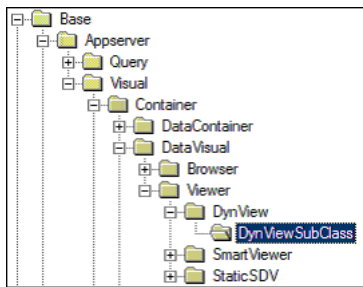 Base
Appserver
Query
Visual
Container
DataContainer
DataVisual
Browser
Viewer
DynView
DynViewSubClass
SmartViewer
StaticSDV